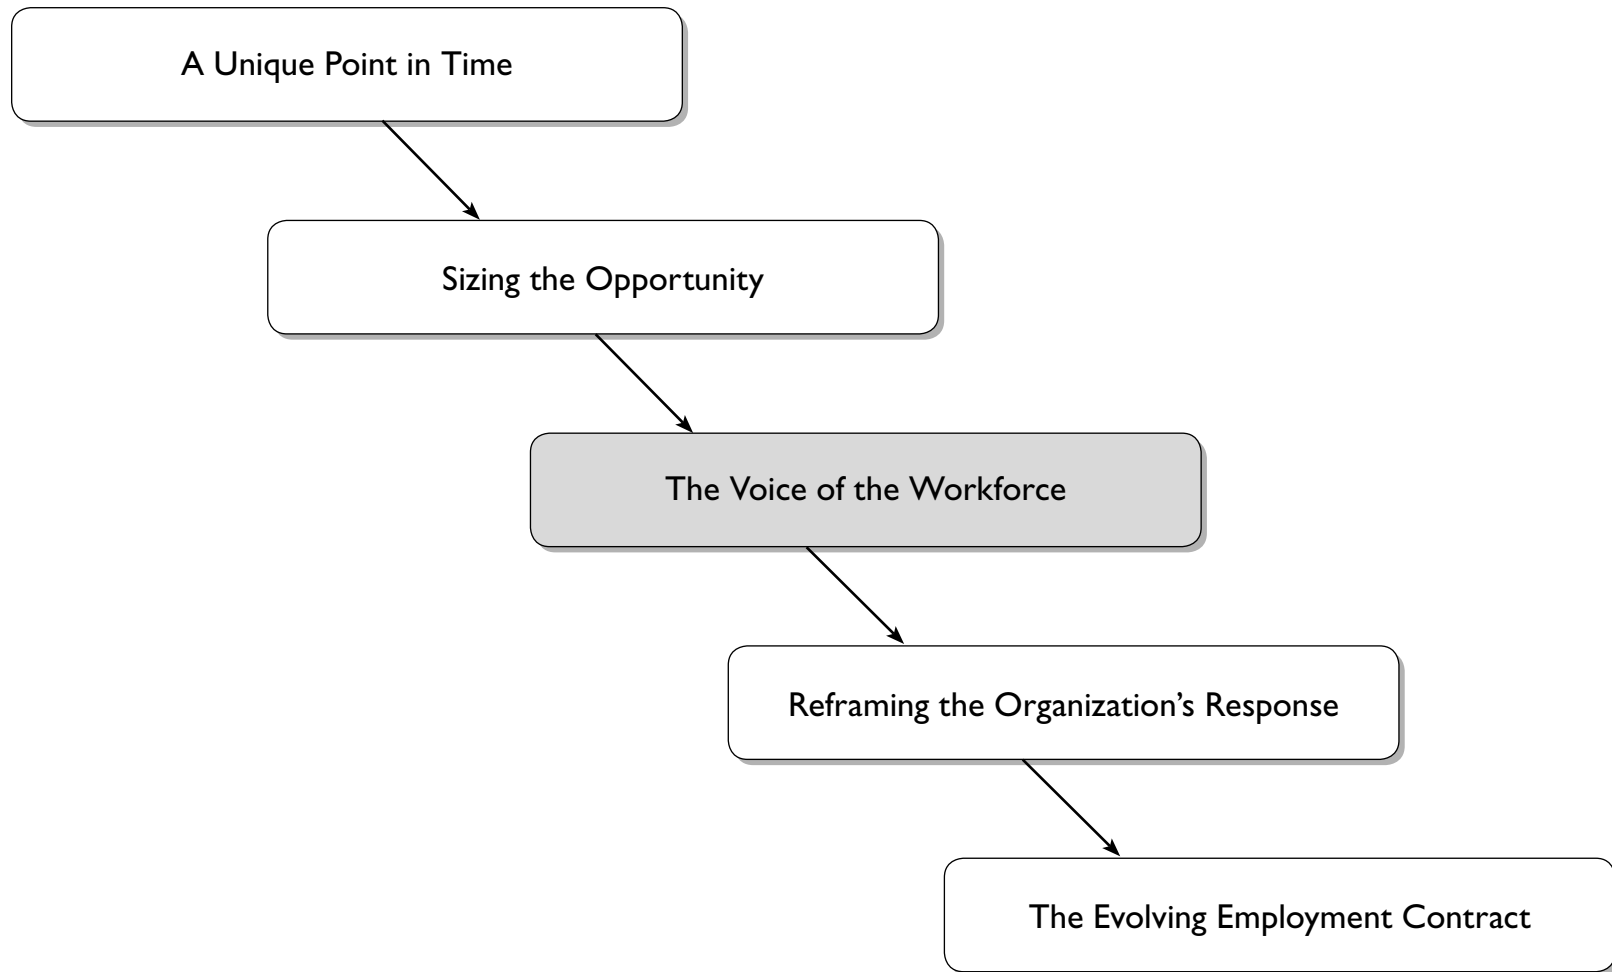 A Unique Point in Time
Sizing the Opportunity
The Voice of the Workforce
Reframing the Organization’s Response
The Evolving Employment Contract